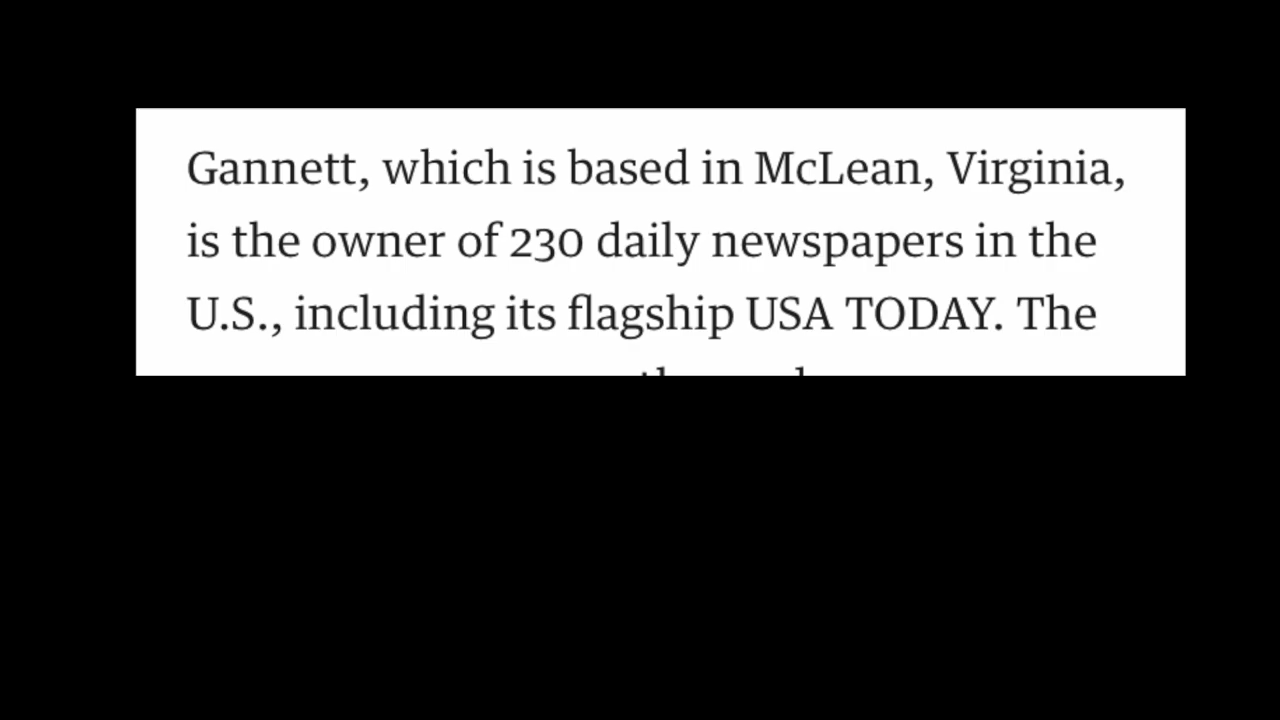 Gannett, which is based in McLean, Virginia,
is the owner of 230 daily newspapers in the
U.S., including its flagship USA TODAY. The